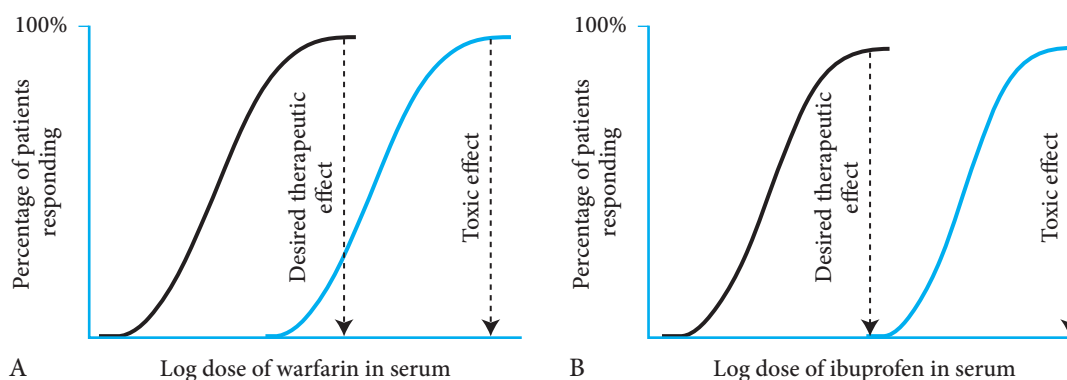 100%
Percentage of patients
responding
Desired therapeutic
effect
Toxic effect
A
Log dose of warfarin in serum
100%
Percentage of patients
responding
Desired therapeutic
effect
Toxic effect
B
Log dose of ibuprofen in serum